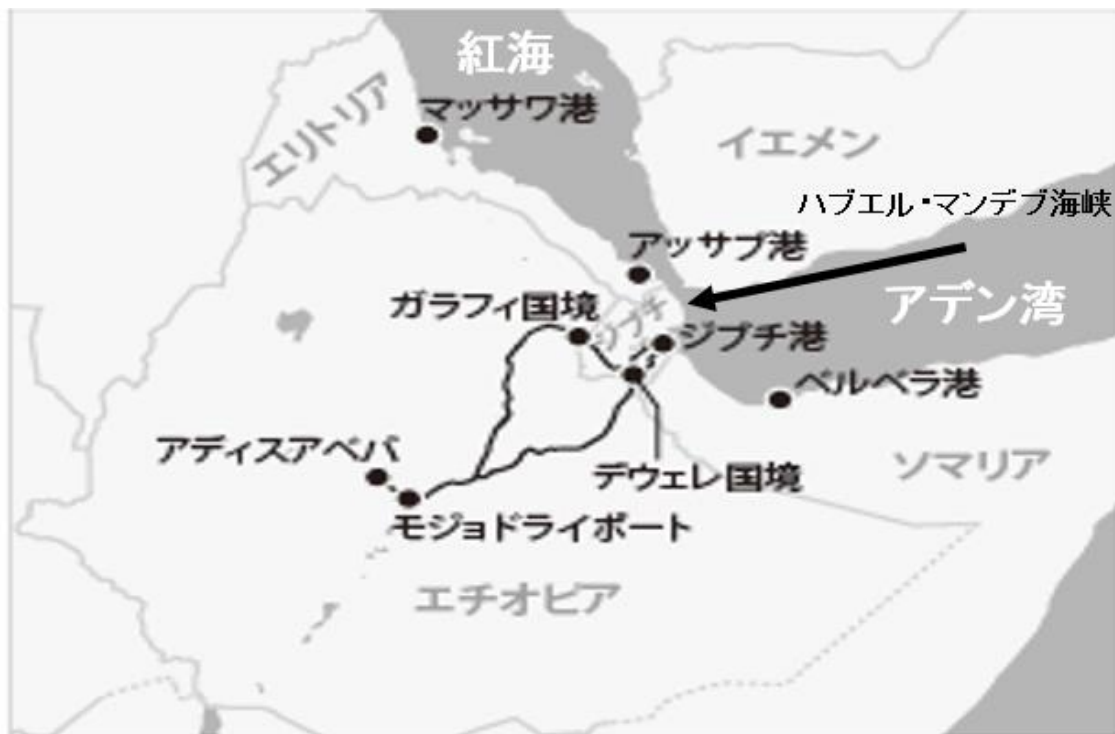 紅海
エリトリア
マッサワ港
イエメン
ハブエル・マンデブ海峡
アッサブ港
アデン湾
ガラフィ国境
ジブチ
ジブチ港
ベルベラ港
アディスアベバ
デウェレ国境
ソマリア
モジョドライポート
エチオピア